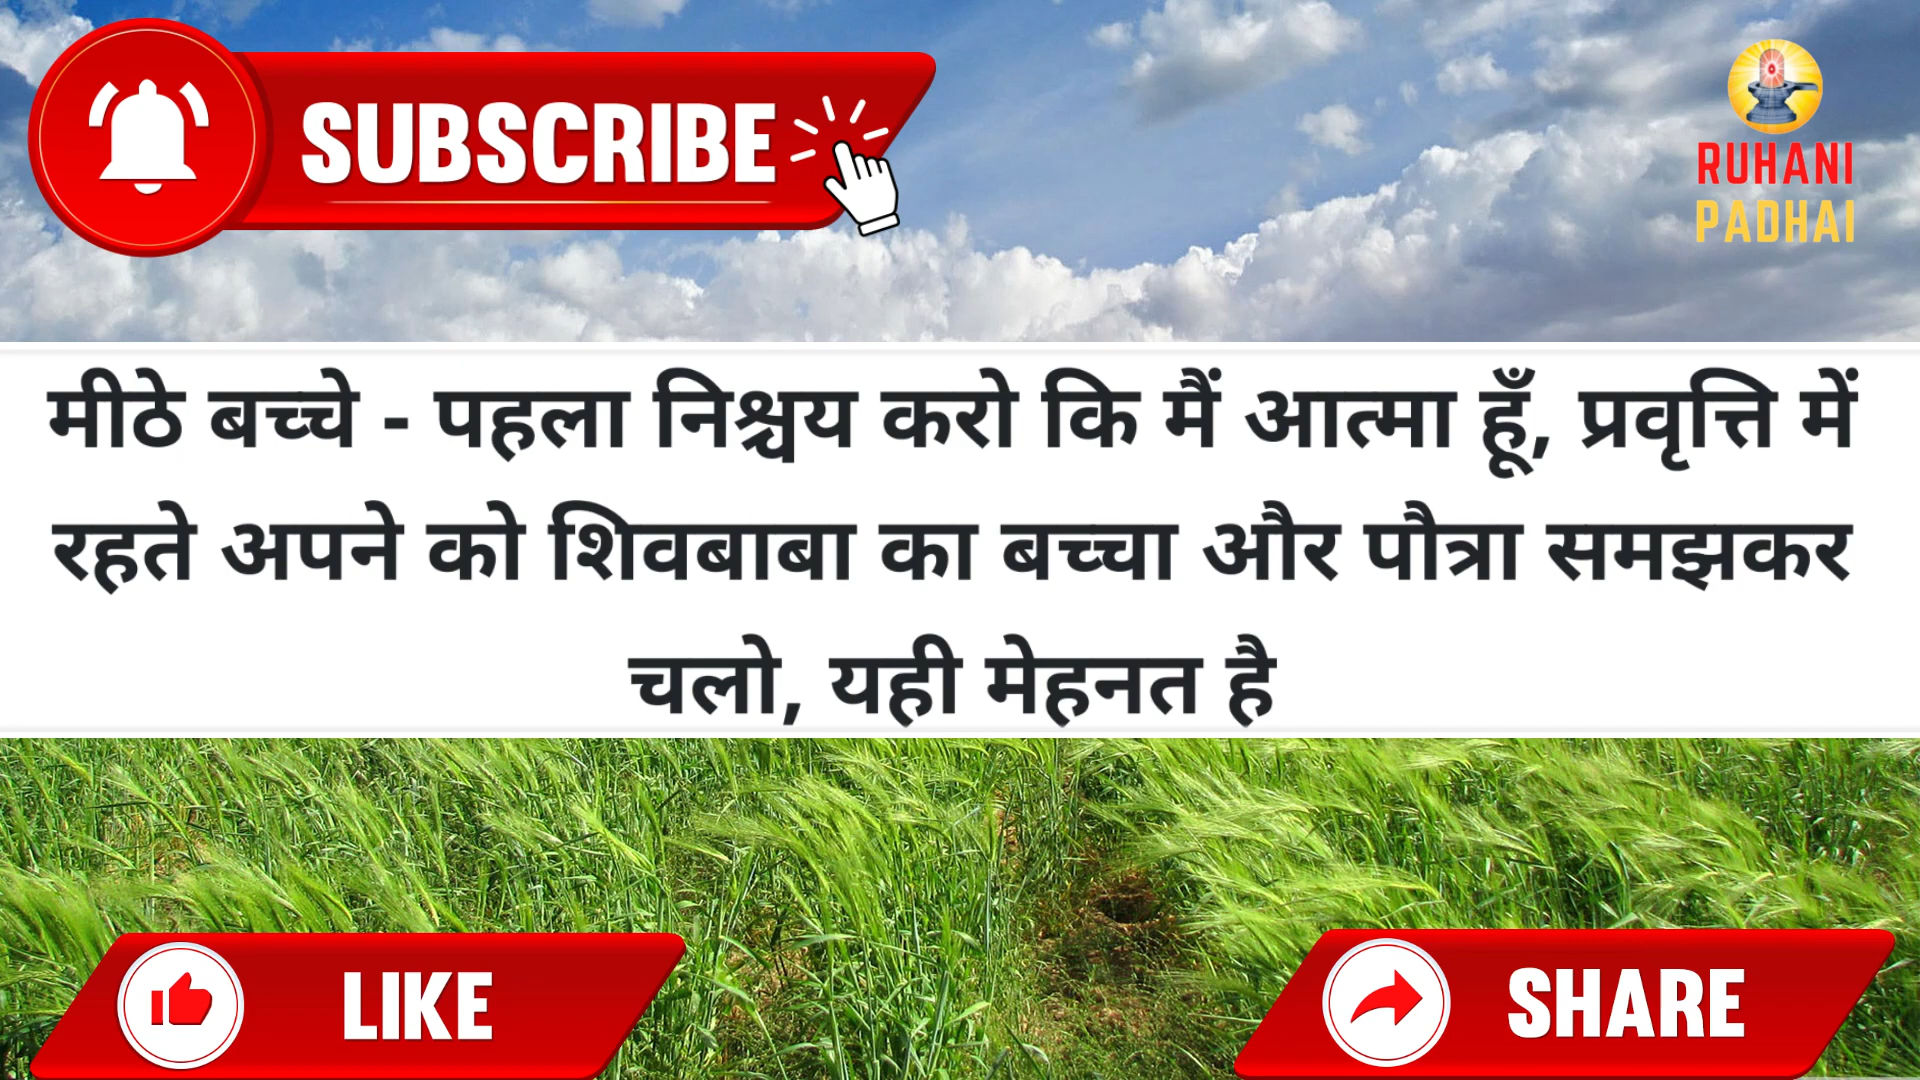 SUBSCRIBE
RUHANI
PADHAI
मीठे बच्चे - पहला निश्चय करो कि मैं आत्मा हूँ, प्रवृत्ति में
रहते अपने को शिवबाबा का बच्चा और पौत्रा समझकर
चलो, यही मेहनत है
LIKE
SHARE